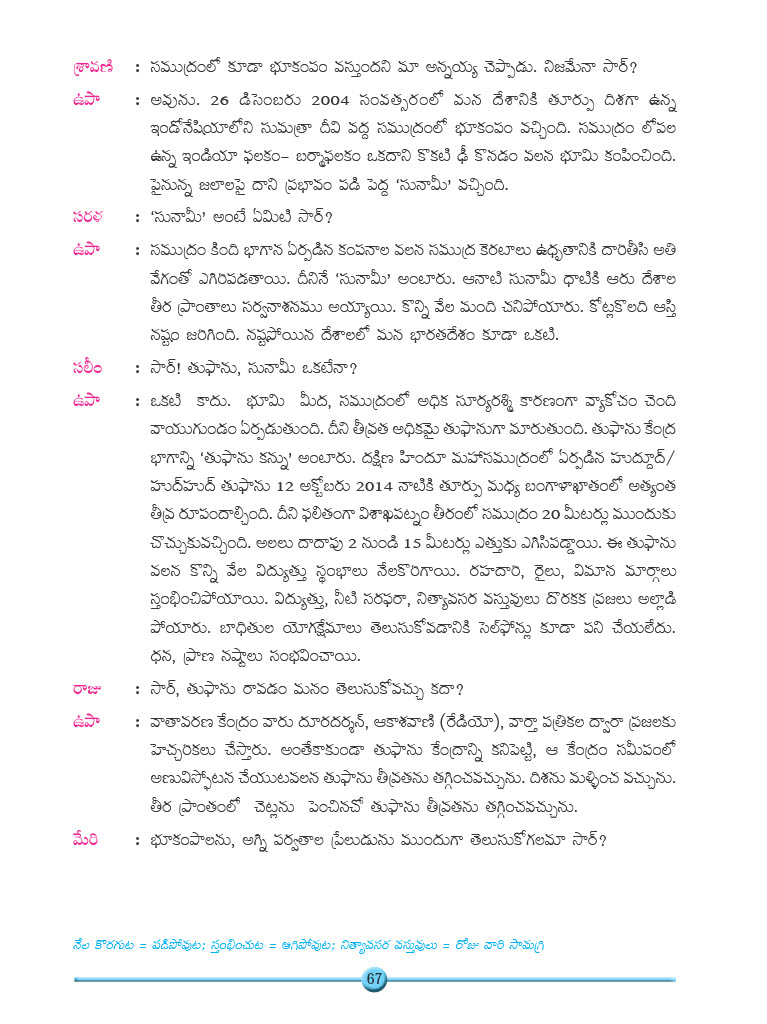 శ్రావణి : సముద్రంలో కూడా భూకంపం వస్తుందని మా అన్నయ్య చెప్పాడు. నిజమేనా సార్?
ఉపా : అవును. 26 డిసెంబరు 2004 సంవత్సరంలో మన దేశానికి తూర్పు దిశగా ఉన్న
ఇండోనేషియాలోని సుమత్రా దీవి వద్ద సముద్రంలో భూకంపం వచ్చింది. సముద్రం లోపల
ఉన్న ఇండియా ఫలకం– బర్మాఫలకం ఒకదాని కొకటి ఢీ కొనడం వలన భూమి కంపించింది.
పైనున్న జలాలపై దాని ప్రభావం పడి పెద్ద ‘సునామీ’ వచ్చింది.
సరళ : ‘సునామీ’ అంటే ఏమిటి సార్?
ఉపా : సముద్రం కింది భాగాన ఏర్పడిన కంపనాల వలన సముద్ర కెరటాలు ఉధృతానికి దారితీసి అతి
వేగంతో ఎగిరిపడతాయి. దీనినే ‘సునామీ’ అంటారు. ఆనాటి సునామీ ధాటికి ఆరు దేశాల
తీర ప్రాంతాలు సర్వనాశనము అయ్యాయి. కొన్ని వేల మంది చనిపోయారు. కోట్లకొలది ఆస్తి
నష్టం జరిగింది. నష్టపోయిన దేశాలలో మన భారతదేశం కూడా ఒకటి.
సలీం : సార్! తుఫాను, సునామీ ఒకటేనా?
ఉపా : ఒకటి కాదు. భూమి మీద, సముద్రంలో అధిక సూర్యరశ్మి కారణంగా వ్యాకోచం చెంది
వాయుగుండం ఏర్పడుతుంది. దీని తీవ్రత అధికమై తుఫానుగా మారుతుంది. తుఫాను కేంద్ర
భాగాన్ని ‘తుఫాను కన్ను’ అంటారు. దక్షిణ హిందూ మహాసముద్రంలో ఏర్పడిన హుద్దూద్/
హుద్‌హుద్ తుఫాను 12 అక్టోబరు 2014 నాటికి తూర్పు మధ్య బంగాళాఖాతంలో అత్యంత
తీవ్ర రూపందాల్చింది. దీని ఫలితంగా విశాఖపట్నం తీరంలో సముద్రం 20 మీటర్లు ముందుకు
చొచ్చుకువచ్చింది. అలలు దాదాపు 2 నుండి 15 మీటర్లు ఎత్తుకు ఎగిసిపడ్డాయి. ఈ తుఫాను
వలన కొన్ని వేల విద్యుత్తు స్థంభాలు నేలకొరిగాయి. రహదారి, రైలు, విమాన మార్గాలు
స్తంభించిపోయాయి. విద్యుత్తు, నీటి సరఫరా, నిత్యావసర వస్తువులు దొరకక ప్రజలు అల్లాడి
పోయారు. బాధితుల యోగక్షేమాలు తెలుసుకోవడానికి సెల్‌ఫోన్లు కూడా పని చేయలేదు.
ధన, ప్రాణ నష్టాలు సంభవించాయి.
రాజు : సార్, తుఫాను రావడం మనం తెలుసుకోవచ్చు కదా?
ఉపా : వాతావరణ కేంద్రం వారు దూరదర్శన్, ఆకాశవాణి (రేడియో), వార్తా పత్రికల ద్వారా ప్రజలకు
హెచ్చరికలు చేస్తారు. అంతేకాకుండా తుఫాను కేంద్రాన్ని కనిపెట్టి, ఆ కేంద్రం సమీపంలో
అణువిస్ఫోటన చేయుటవలన తుఫాను తీవ్రతను తగ్గించవచ్చును. దిశను మళ్ళించ వచ్చును.
తీర ప్రాంతంలో చెట్లను పెంచినచో తుఫాను తీవ్రతను తగ్గించవచ్చును.
మేరి : భూకంపాలను, అగ్ని పర్వతాల ప్రేలుడును ముందుగా తెలుసుకోగలమా సార్?
నేల కొరగుట = పడిపోవుట; స్తంభించుట = ఆగిపోవుట; నిత్యావసర వస్తువులు = రోజు వారి సామగ్రి
67